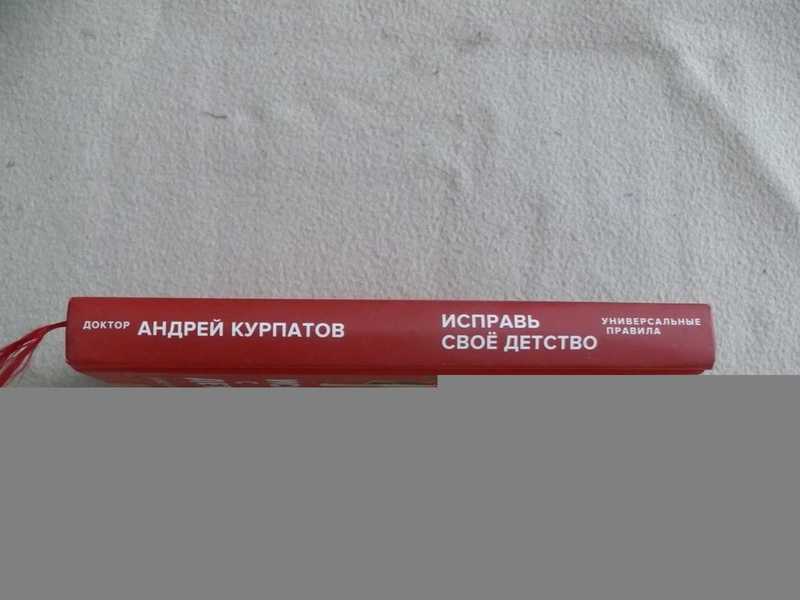 ДОКТОР АНДРЕЙ КУРПАТОВ
ИСПРАВЬ
СВОЁ ДЕТСТВО
УНИВЕРСАЛЬНЫЕ
ПРАВИЛА